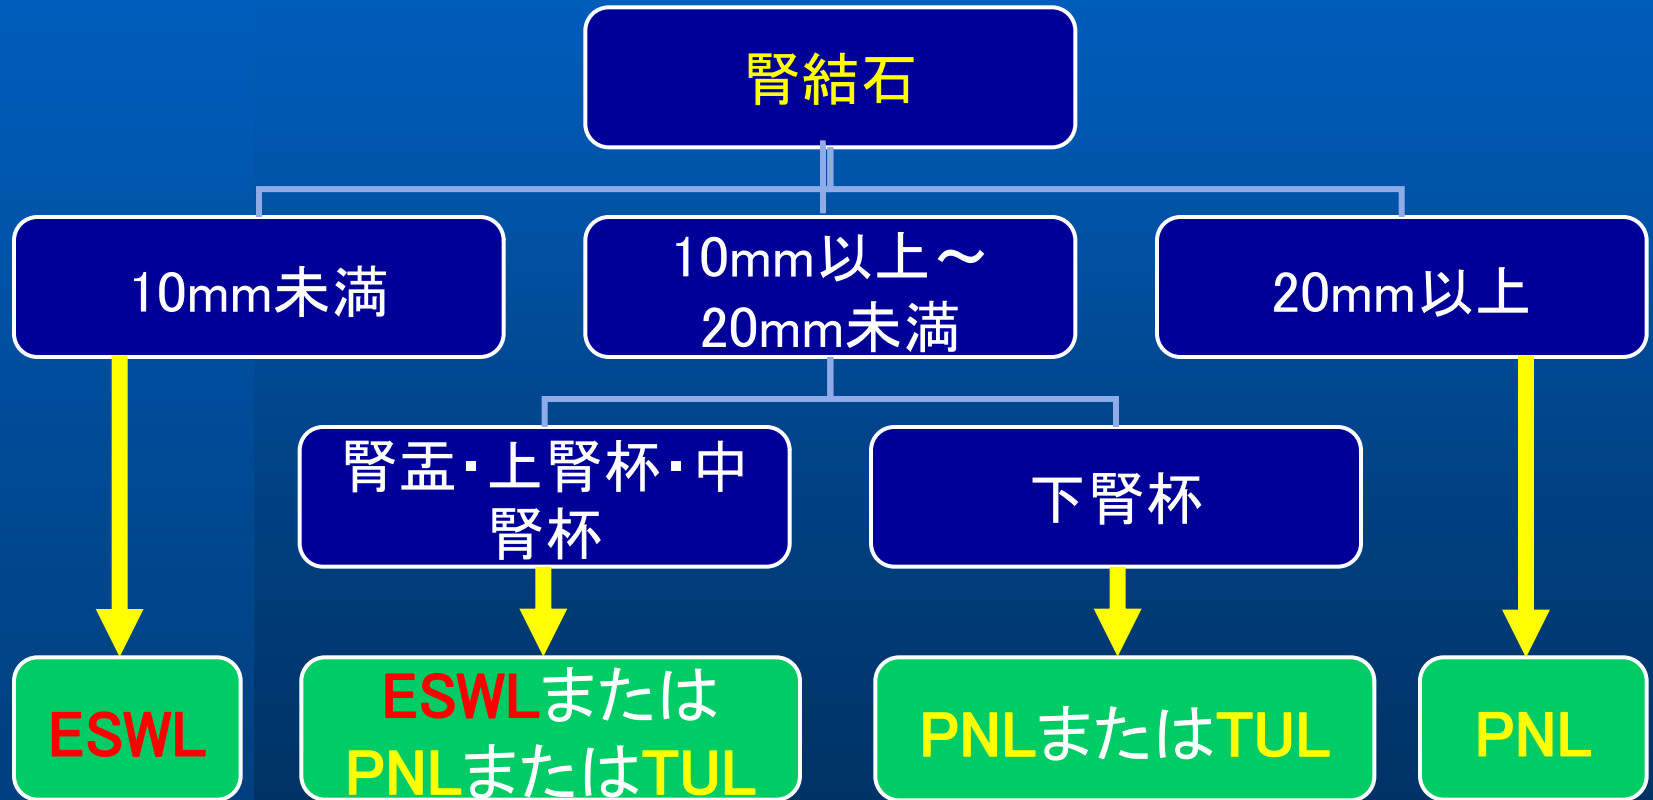 腎結石
10mm未満
10mm以上～
20mm未満
20mm以上
腎盂・上腎杯・中
腎杯
下腎杯
ESWL
ESWLまたは
PNLまたはTUL
PNLまたはTUL
PNL